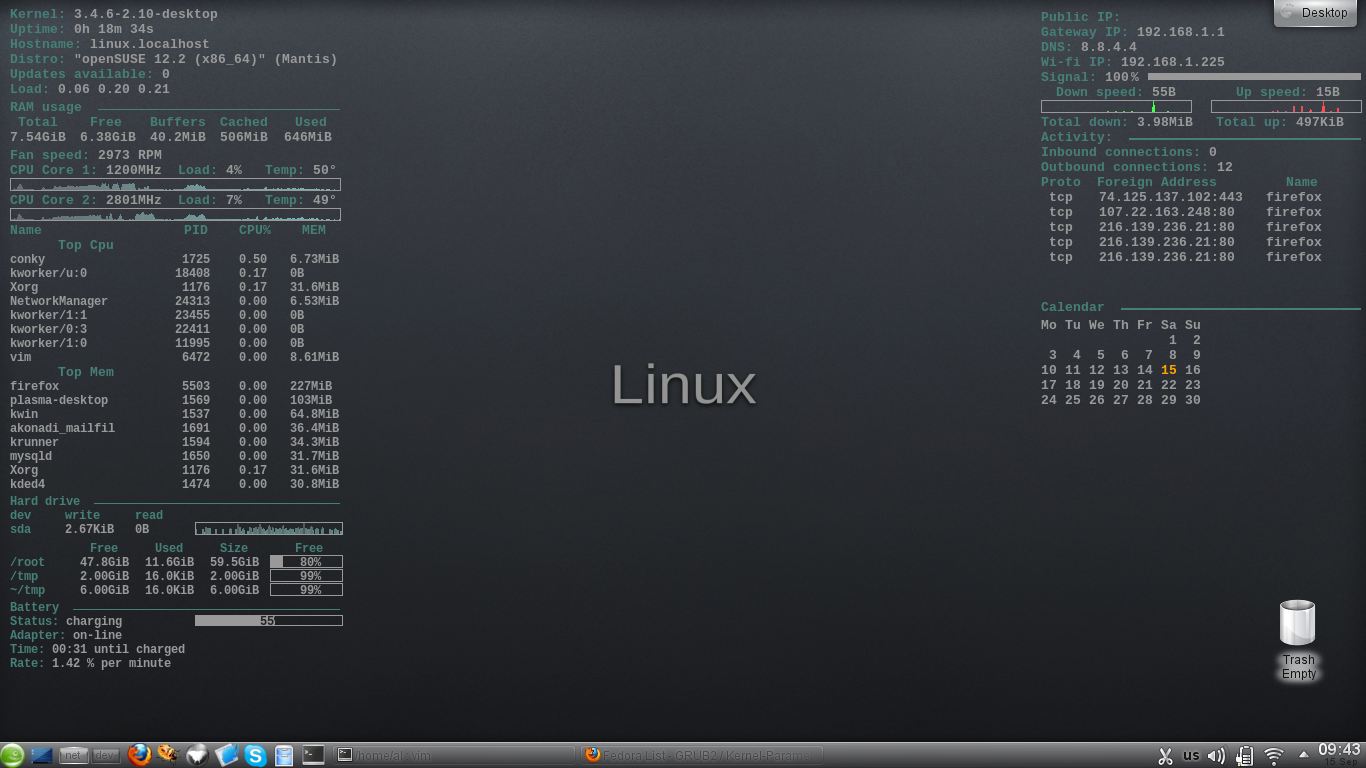 Kernel: 3.4.6-2.10-desktop
Uptime: 0h 18m 34s
Hostname: linux.localhost
Distro: "openSUSE 12.2 (x86_64)" (Mantis)
Updates available: 0
Load: 0.06 0.20 0.21
RAM usage
Total Free Buffers Cached Used
7.54GiB 6.38GiB 40.2MiB 506MiB 646MiB
Fan speed: 2973 RPM
CPU Core 1: 1200MHz Load: 4% Temp: 50°
CPU Core 2: 2801MHz Load: 7% Temp: 49°
Name PID CPU% MEM
Top Cpu
conky 1725 0.50 6.73MiB
kworker/u:0 18408 0.17 0B
Xorg 1176 0.17 31.6MiB
NetworkManager 24313 0.00 6.53MiB
kworker/1:1 23455 0.00 0B
kworker/0:3 22411 0.00 0B
kworker/1:0 11995 0.00 0B
vim 6472 0.00 8.61MiB
Top Mem
firefox 5503 0.00 227MiB
plasma-desktop 1569 0.00 103MiB
kwin 1537 0.00 64.8MiB
akonadi_mailfil 1691 0.00 36.4MiB
krunner 1594 0.00 34.3MiB
mysqld 1650 0.00 31.7MiB
Xorg 1176 0.17 31.6MiB
kded4 1474 0.00 30.8MiB
Hard drive
dev write read
sda 2.67KiB 0B
Free Used Size Free
/root 47.8GiB 11.6GiB 59.5GiB 80%
/tmp 2.00GiB 16.0KiB 2.00GiB 99%
~/tmp 6.00GiB 16.0KiB 6.00GiB 99%
Battery
Status: charging 55
Adapter: on-line
Time: 00:31 until charged
Rate: 1.42 % per minute
Linux
Desktop
Public IP:
Gateway IP: 192.168.1.1
DNS: 8.8.4.4
Wi-fi IP: 192.168.1.225
Signal: 100%
Down speed: 55B Up speed: 15B
Total down: 3.98MiB Total up: 497KiB
Activity:
Inbound connections: 0
Outbound connections: 12
Proto Foreign Address Name
tcp 74.125.137.102:443 firefox
tcp 107.22.163.248:80 firefox
tcp 216.139.236.21:80 firefox
tcp 216.139.236.21:80 firefox
tcp 216.139.236.21:80 firefox
Calendar
Mo Tu We Th Fr Sa Su
1 2
3 4 5 6 7 8 9
10 11 12 13 14 15 16
17 18 19 20 21 22 23
24 25 26 27 28 29 30
Trash
Empty
net dev
vim
Fedora List - GRUB2 / Kernel-Param
us
09:43
15 Sep